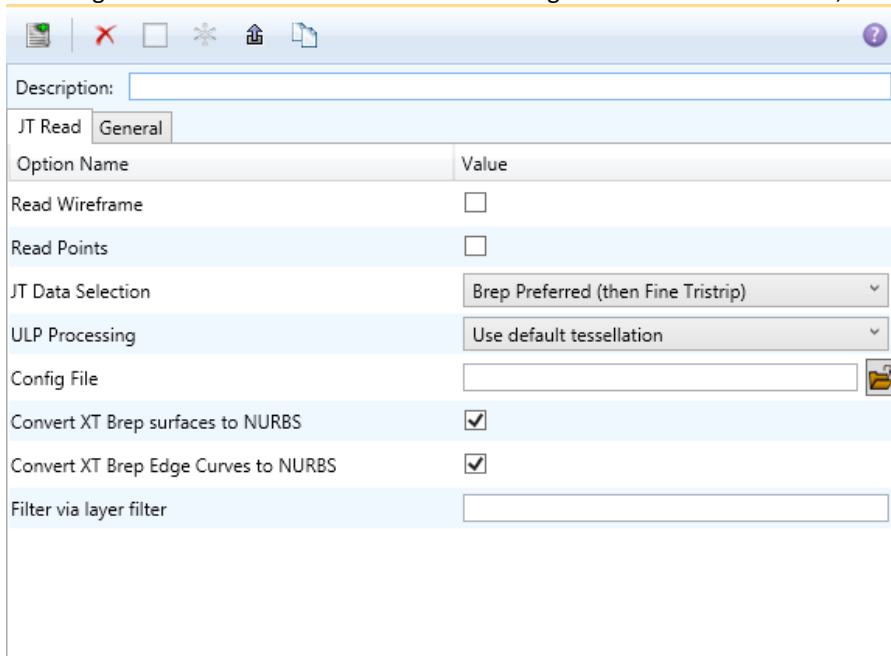 ?
Description:
JT Read General
Option Name Value
Read Wireframe
Read Points
JT Data Selection Brep Preferred (then Fine Tristrip)
ULP Processing Use default tessellation
Config File
Convert XT Brep surfaces to NURBS
Convert XT Brep Edge Curves to NURBS
Filter via layer filter